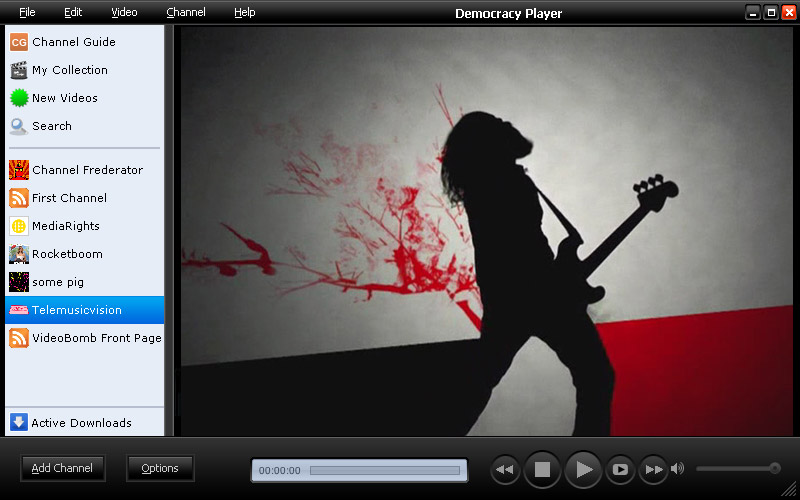 File Edit Video Channel Help Democracy Player
CG Channel Guide
My Collection
New Videos
Search
Channel Frederator
First Channel
MediaRights
Rocketboom
some pig
Telemusicvision
VideoBomb Front Page
Active Downloads
Add Channel Options 00:00:00